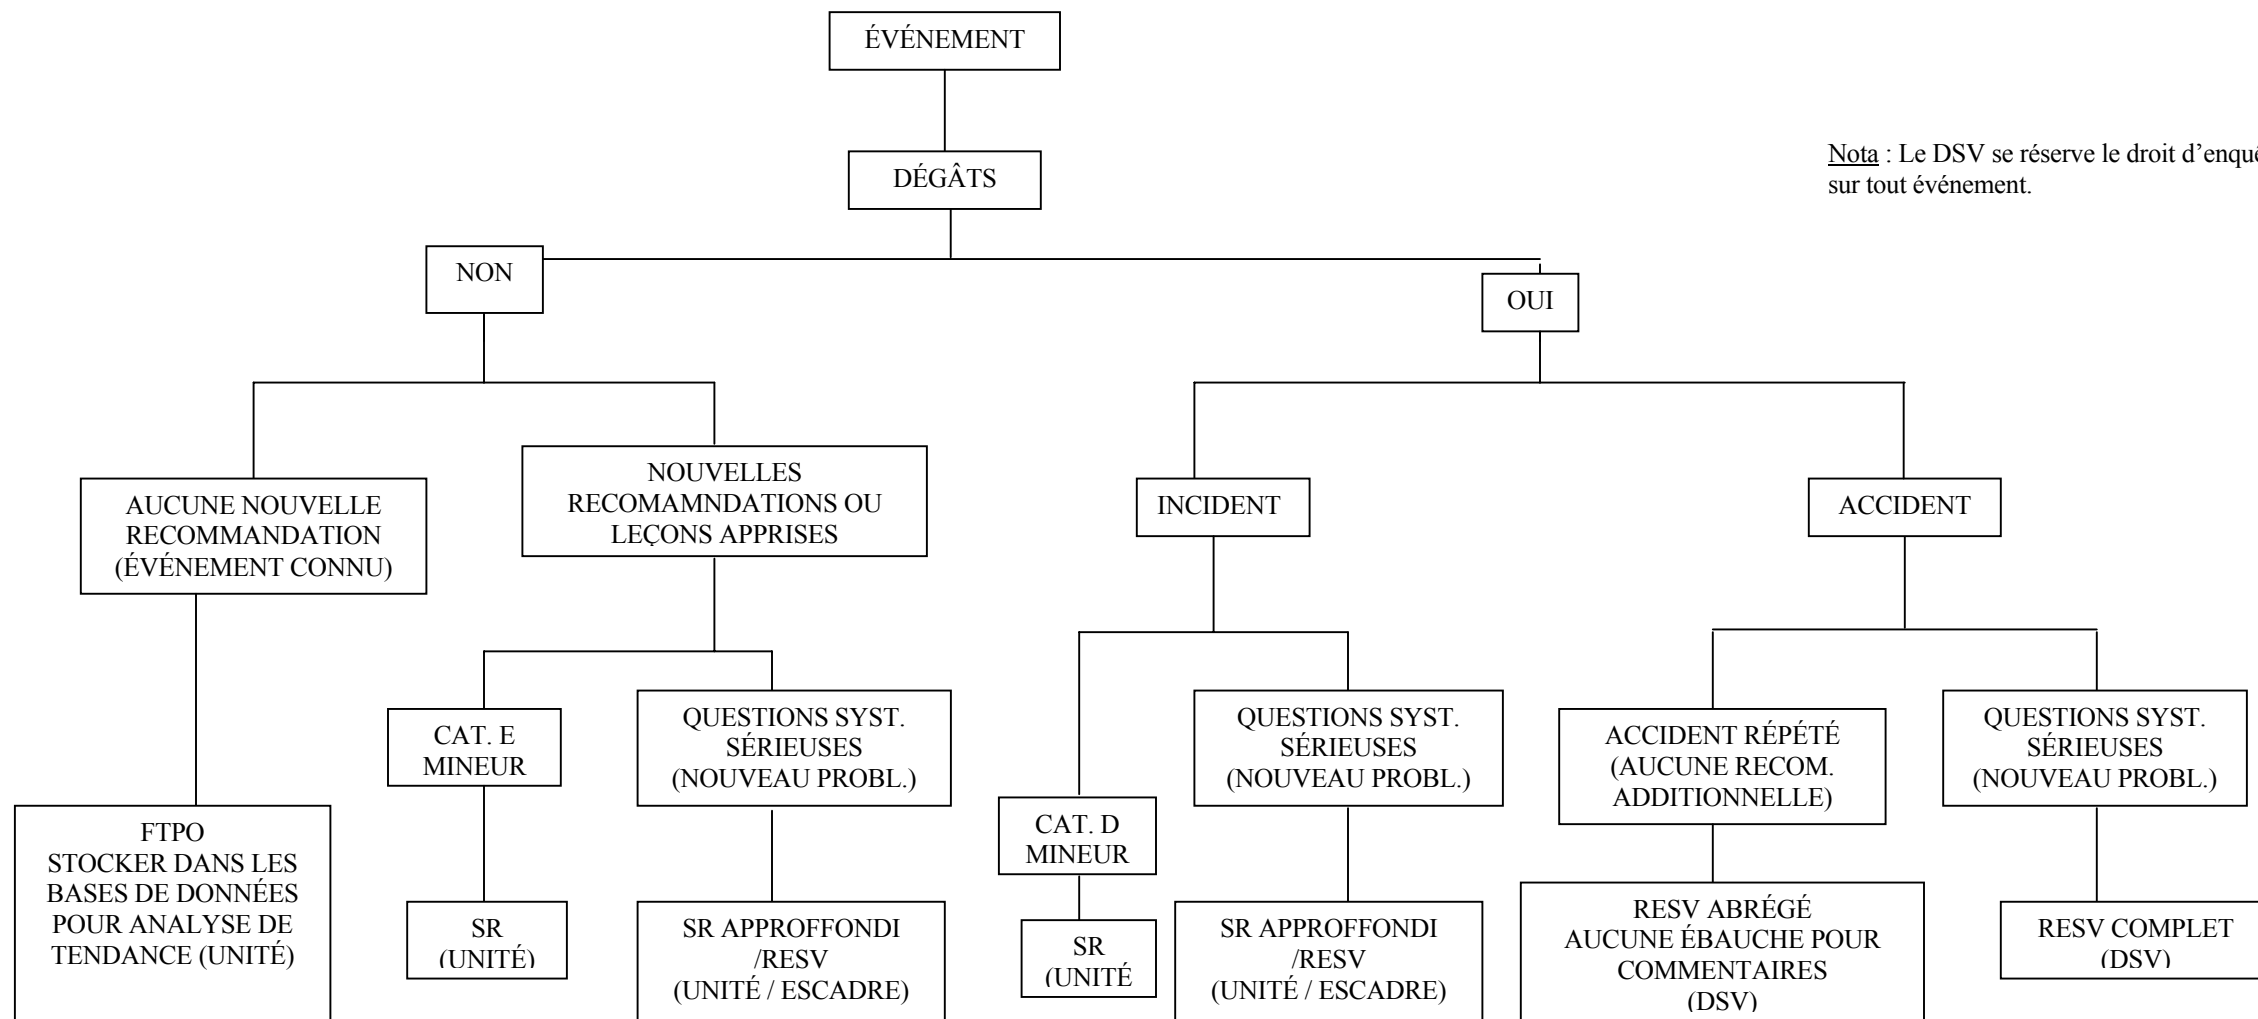 ÉVÉNEMENT
DÉGÂTS
Nota : Le DSV se réserve le droit d'enquê
sur tout événement.
NON
OUI
AUCUNE NOUVELLE
RECOMMANDATION
(ÉVÉNEMENT CONNU)
NOUVELLES
RECOMAMNDATIONS OU
LEÇONS APPRISES
INCIDENT
ACCIDENT
CAT. E
MINEUR
QUESTIONS SYST.
SÉRIEUSES
(NOUVEAU PROBL.)
CAT. D
MINEUR
QUESTIONS SYST.
SÉRIEUSES
(NOUVEAU PROBL.)
ACCIDENT RÉPÉTÉ
(AUCUNE RECOM.
ADDITIONNELLE)
QUESTIONS SYST.
SÉRIEUSES
(NOUVEAU PROBL.)
FTPO
STOCKER DANS LES
BASES DE DONNÉES
POUR ANALYSE DE
TENDANCE (UNITÉ)
SR
(UNITÉ)
SR APPROFFONDI
/RESV
(UNITÉ / ESCADRE)
SR
(UNITÉ
SR APPROFFONDI
/RESV
(UNITÉ / ESCADRE)
RESV ABRÉGÉ
AUCUNE ÉBAUCHE POUR
COMMENTAIRES
(DSV)
RESV COMPLET
(DSV)